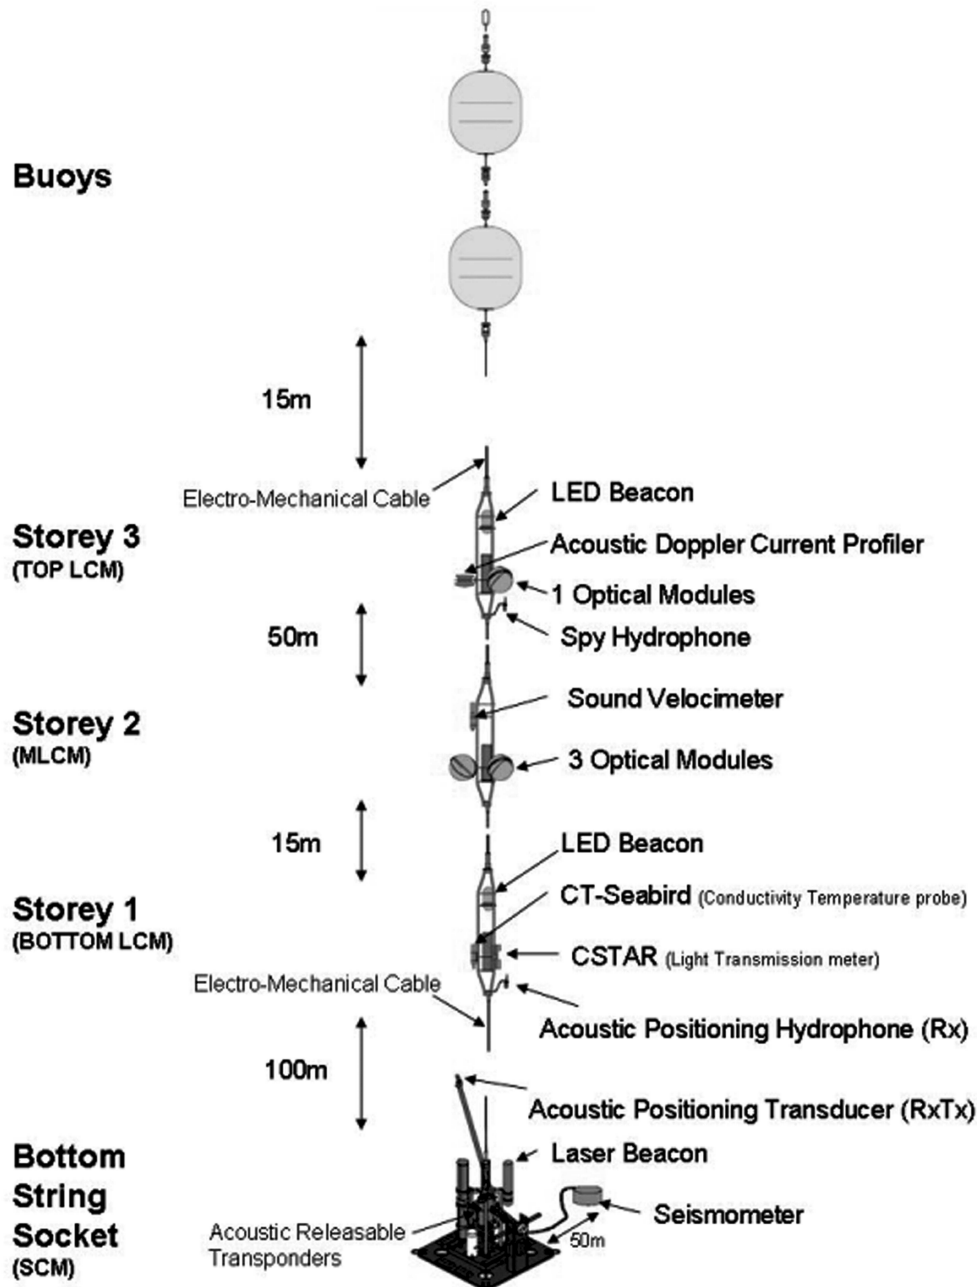 Buoys
15m
Electro-Mechanical Cable
LED Beacon
Storey 3
(TOP LCM)
Acoustic Doppler Current Profiler
1 Optical Modules
50m
Spy Hydrophone
Sound Velocimeter
Storey 2
(MLCM)
3 Optical Modules
15m
LED Beacon
CT-Seabird (Conductivity Temperature probe)
Storey 1
(BOTTOM LCM)
CSTAR (Light Transmission meter)
Electro-Mechanical Cable
Acoustic Positioning Hydrophone (Rx)
100m
Acoustic Positioning Transducer (RxTx)
Bottom
String
Socket
(SCM)
Laser Beacon
Seismometer
50m
Acoustic Releasable
Transponders